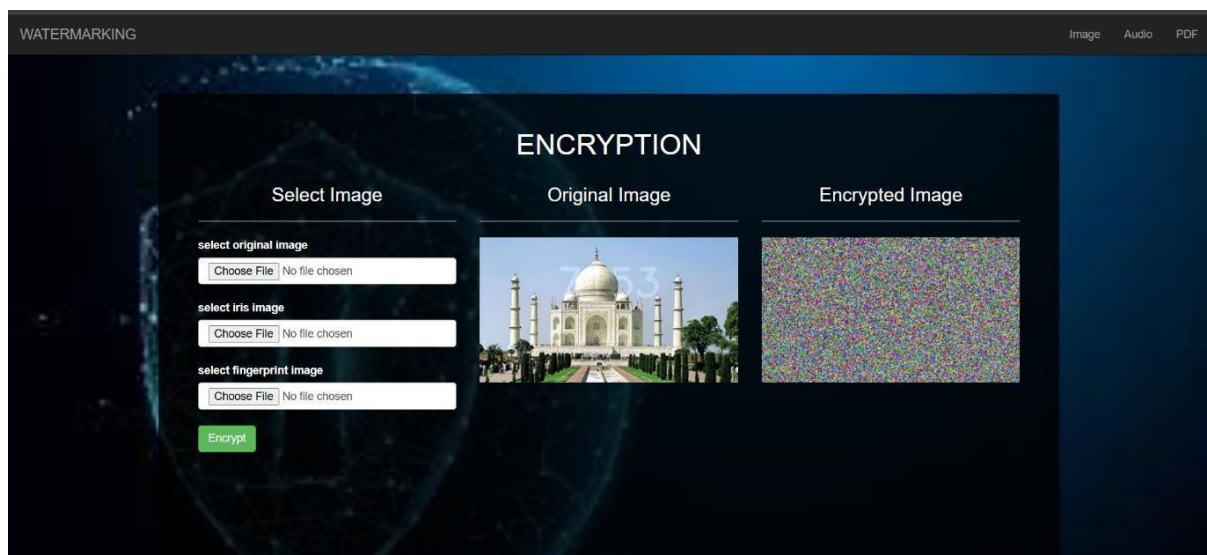 WATERMARKING
Image Audio PDF
ENCRYPTION
Select Image
Original Image
Encrypted Image
select original image
Choose File No file chosen
select iris image
Choose File No file chosen
select fingerprint image
Choose File No file chosen
Encrypt